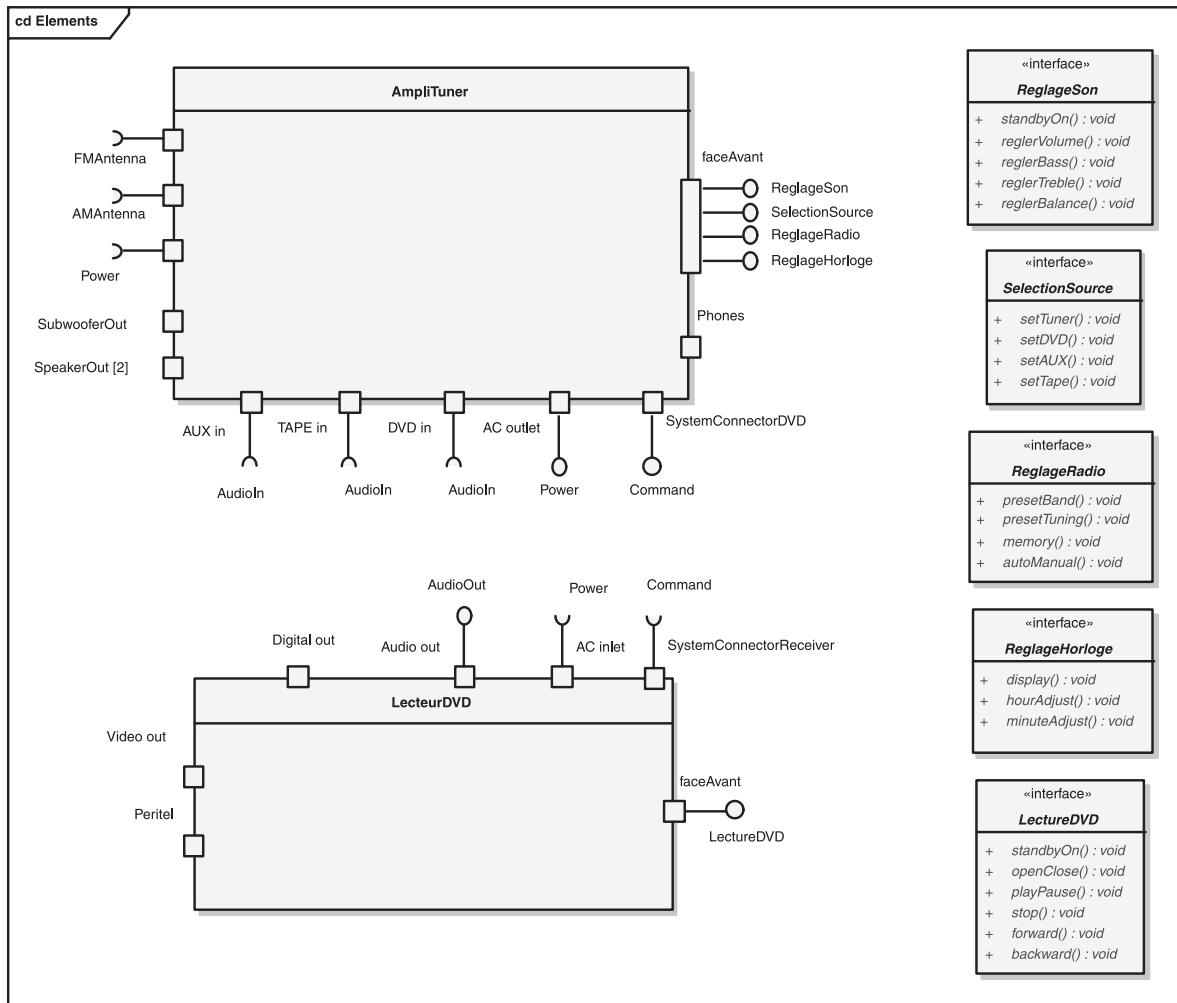 cd Elements
AmpliTuner
FMAntenna
AMAntenna
Power
SubwooferOut
SpeakerOut [2]
faceAvant
ReglageSon
SelectionSource
ReglageRadio
ReglageHorloge
Phones
AUX in
TAPE in
DVD in
AC outlet
SystemConnectorDVD
AudioIn
AudioIn
AudioIn
Power
Command
AudioOut
Power
Command
Digital out
Audio out
AC inlet
SystemConnectorReceiver
LecteurDVD
Video out
Peritel
faceAvant
LectureDVD
«interface»
ReglageSon
+ standbyOn() : void
+ reglerVolume() : void
+ reglerBass() : void
+ reglerTreble() : void
+ reglerBalance() : void
«interface»
SelectionSource
+ setTuner() : void
+ setDVD() : void
+ setAUX() : void
+ setTape() : void
«interface»
ReglageRadio
+ presetBand() : void
+ presetTuning() : void
+ memory() : void
+ autoManual() : void
«interface»
ReglageHorloge
+ display() : void
+ hourAdjust() : void
+ minuteAdjust() : void
«interface»
LectureDVD
+ standbyOn() : void
+ openClose() : void
+ playPause() : void
+ stop() : void
+ forward() : void
+ backward() : void